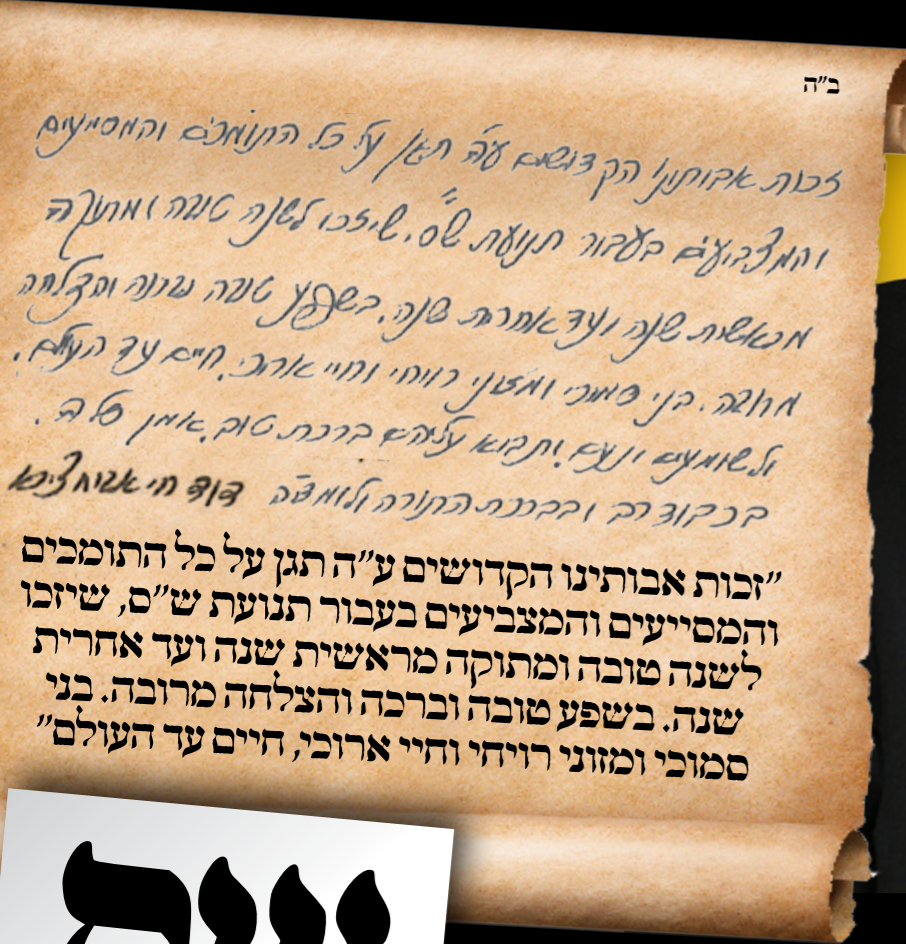 ב"ה
זכות אבותינו הקדושים ע"ה תגן על כל התומכים והמסייעים
והמצביעים בעבור תנועת ש"ס, שיזכו לשנה טובה ומתוקה
מראשית שנה ועד אחרית שנה, בשפע טובה וברכה והצלחה
מרובה. בני סמוכי ומזוני רויחי וחיי ארוכי, חיים עד העולם.
ולשומעים ינעם, ותבוא עליהם ברכת טוב, אמן סלה.
בכבוד רב ובברכת התורה ולומדיה דוד חי אבוחצירא
"זכות אבותינו הקדושים ע"ה תגן על כל התומכים
והמסייעים והמצביעים בעבור תנועת ש"ס, שיזכו
לשנה טובה ומתוקה מראשית שנה ועד אחרית
שנה. בשפע טובה וברכה והצלחה מרובה. בני
סמוכי ומזוני רויחי וחיי ארוכי, חיים עד העולם"